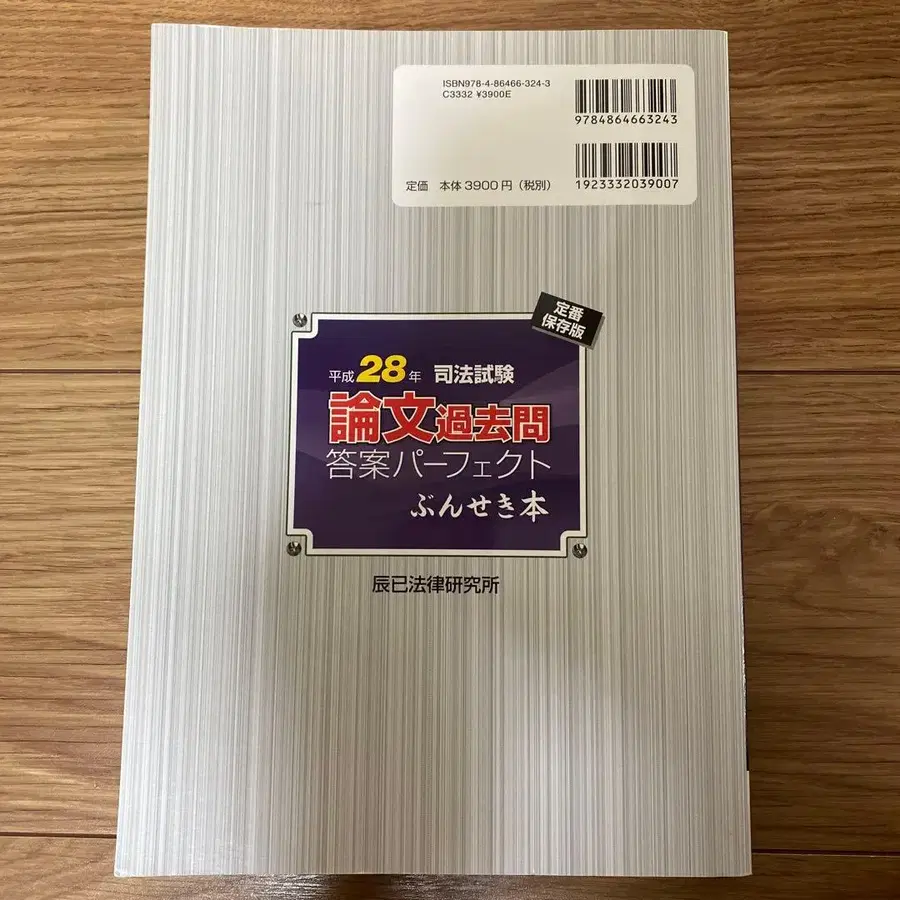 ISBN978-4-86466-324-3
C3332 ¥3900E
9784864663243
定価 本体3900円(税別)
1923332039007
定番
保存版
平成28年 司法試験
論文過去問
答案パーフェクト
ぶんせき本
辰已法律研究所